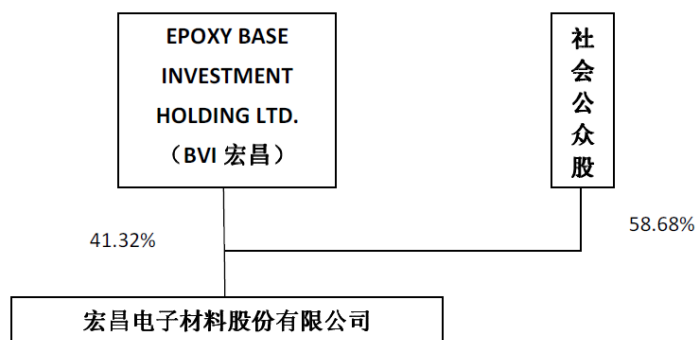 EPOXY BASE
INVESTMENT
HOLDING LTD.
（BVI 宏昌）
社
会
公
众
股
41.32%
58.68%
宏昌电子材料股份有限公司